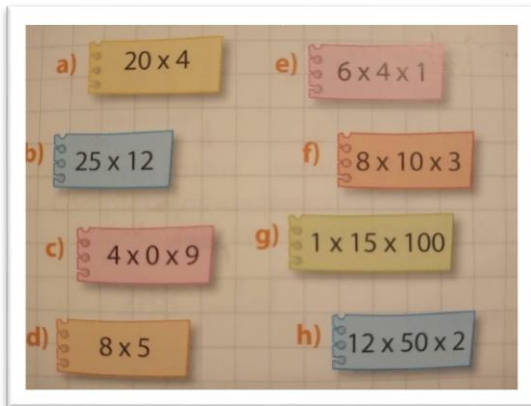 a) 20 x 4
b) 25 x 12
c) 4 x 0 x 9
d) 8 x 5
e) 6 x 4 x 1
f) 8 x 10 x 3
g) 1 x 15 x 100
h) 12 x 50 x 2